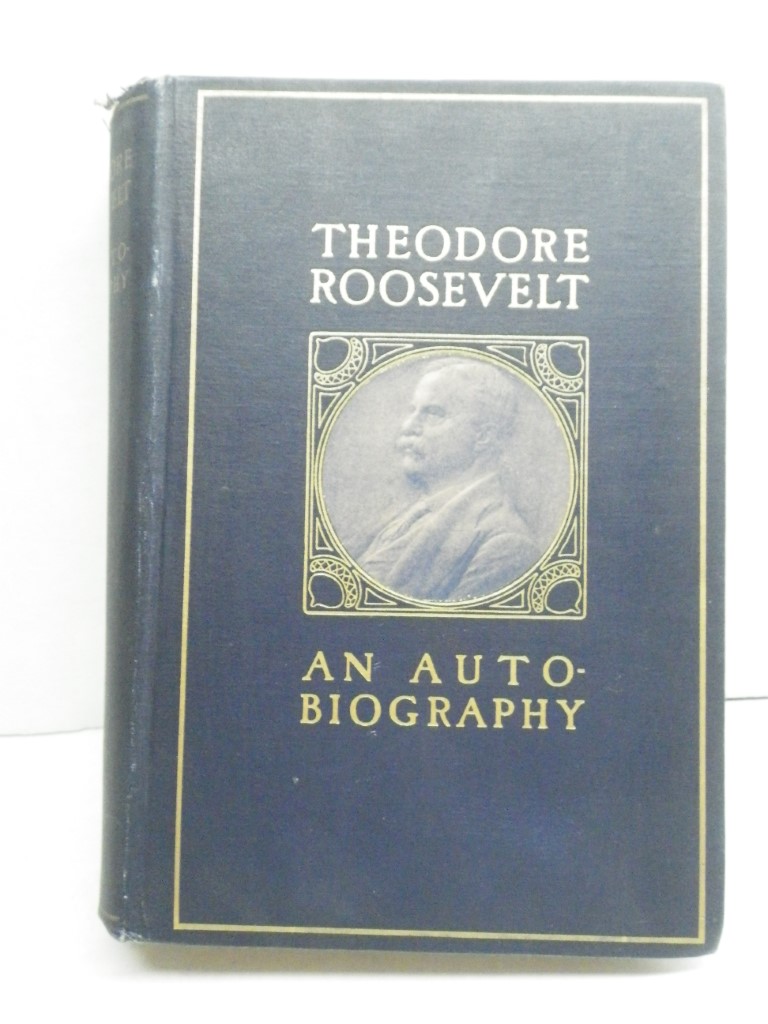 THEODORE
ROOSEVELT
AN AUTO-
BIOGRAPHY